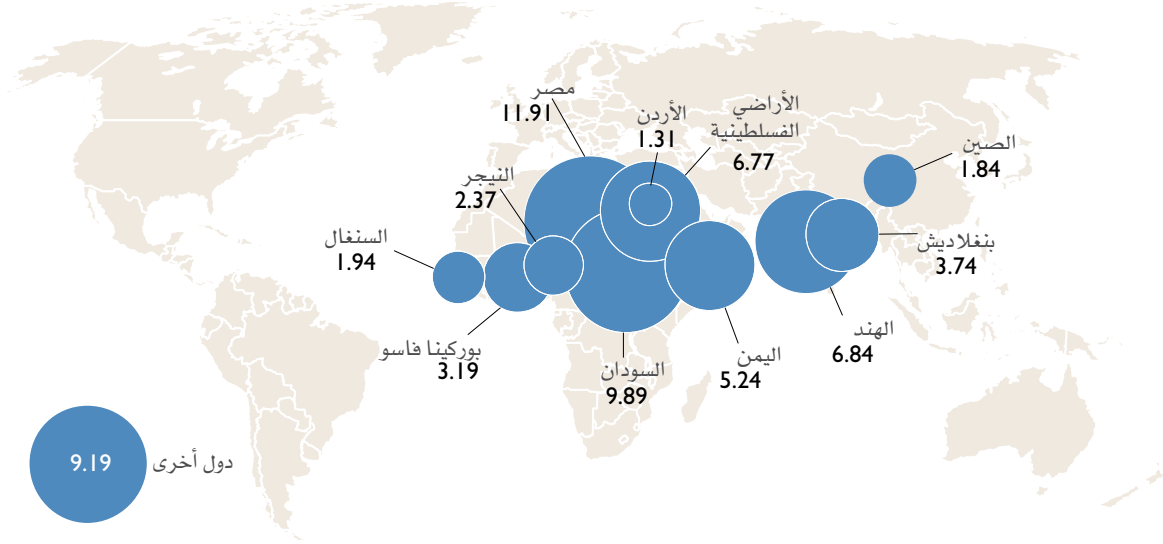 مصر
11.91
الأردن
1.31
الأراضي
الفسلطينية
6.77
الصين
1.84
النيجر
2.37
السنغال
1.94
بنغلاديش
3.74
الهند
6.84
اليمن
5.24
السودان
9.89
بوركينا فاسو
3.19
دول أخرى
9.19